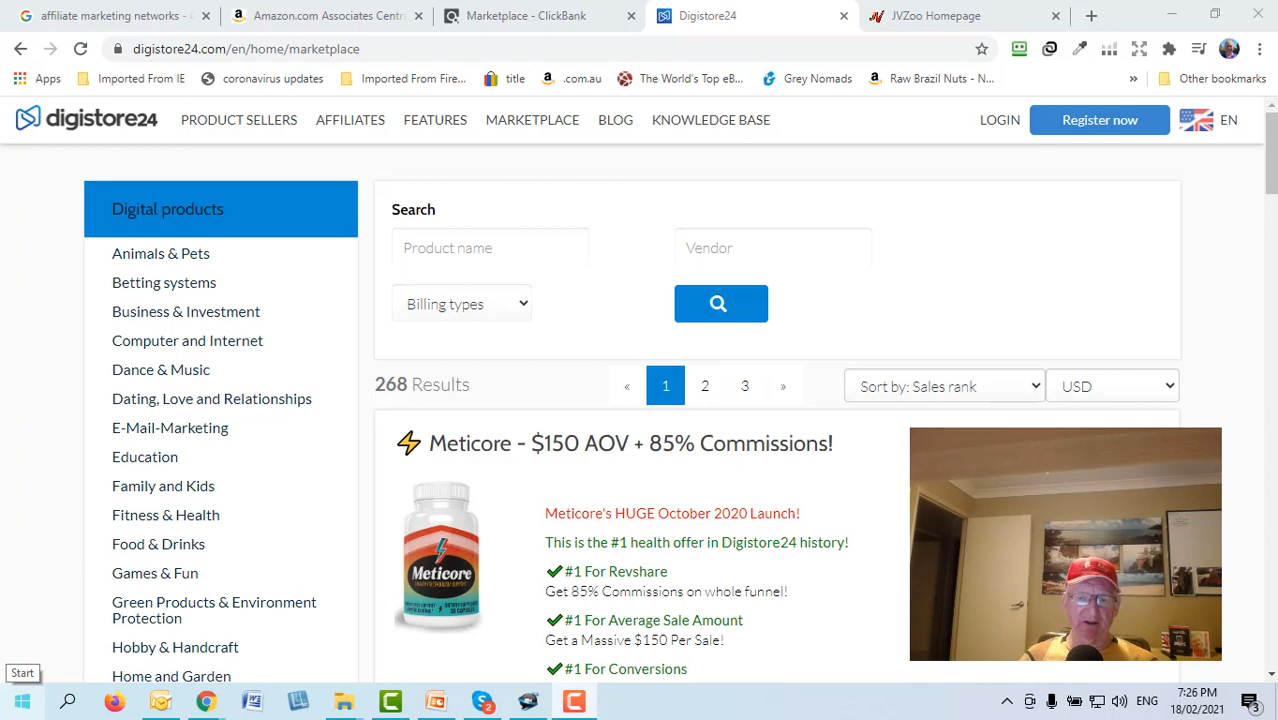 affiliate marketing networks - G
Amazon.com Associates Centr
Marketplace - ClickBank
Digistore24
JVZoo Homepage
digistore24.com/en/home/marketplace
Apps
Imported From IE
coronavirus updates
Imported From Fire...
title
.com.au
The World's Top eB...
Grey Nomads
Raw Brazil Nuts - N...
»
Other bookmarks
digistore24
PRODUCT SELLERS
AFFILIATES
FEATURES
MARKETPLACE
BLOG
KNOWLEDGE BASE
LOGIN
Register now
EN
Digital products
Animals & Pets
Betting systems
Business & Investment
Computer and Internet
Dance & Music
Dating, Love and Relationships
E-Mail-Marketing
Education
Family and Kids
Fitness & Health
Food & Drinks
Games & Fun
Green Products & Environment
Protection
Hobby & Handcraft
Home and Garden
Search
Product name
Vendor
Billing types
268 Results
« 1 2 3 »
Sort by: Sales rank
USD
Meticore - $150 AOV + 85% Commissions!
Meticore
Meticore's HUGE October 2020 Launch!
This is the #1 health offer in Digistore24 history!
#1 For Revshare
Get 85% Commissions on whole funnel!
#1 For Average Sale Amount
Get a Massive $150 Per Sale!
#1 For Conversions
Start
2
ENG
7:26 PM
18/02/2021
3